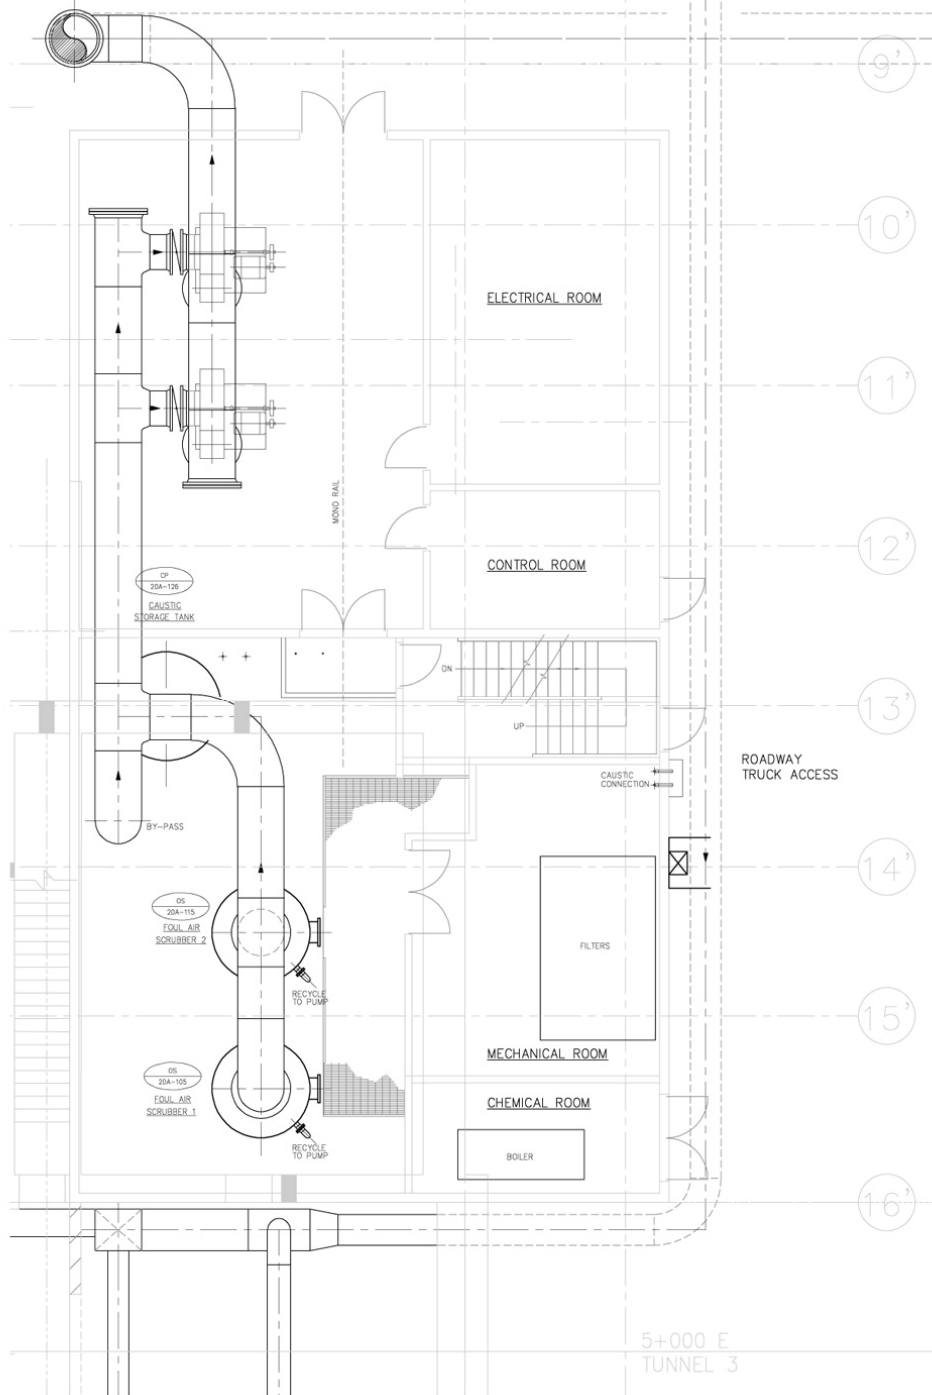 9'
10'
ELECTRICAL ROOM
11'
MONO RAIL
12'
CONTROL ROOM
CP
20A-126
CAUSTIC
STORAGE TANK
DN
13'
UP
ROADWAY
TRUCK ACCESS
CAUSTIC
CONNECTION
BY-PASS
14'
OS
20A-115
FOUL AIR
SCRUBBER 2
FILTERS
RECYCLE
TO PUMP
15'
MECHANICAL ROOM
OS
20A-105
FOUL AIR
SCRUBBER 1
CHEMICAL ROOM
RECYCLE
TO PUMP
BOILER
16'
5+000 E
TUNNEL 3